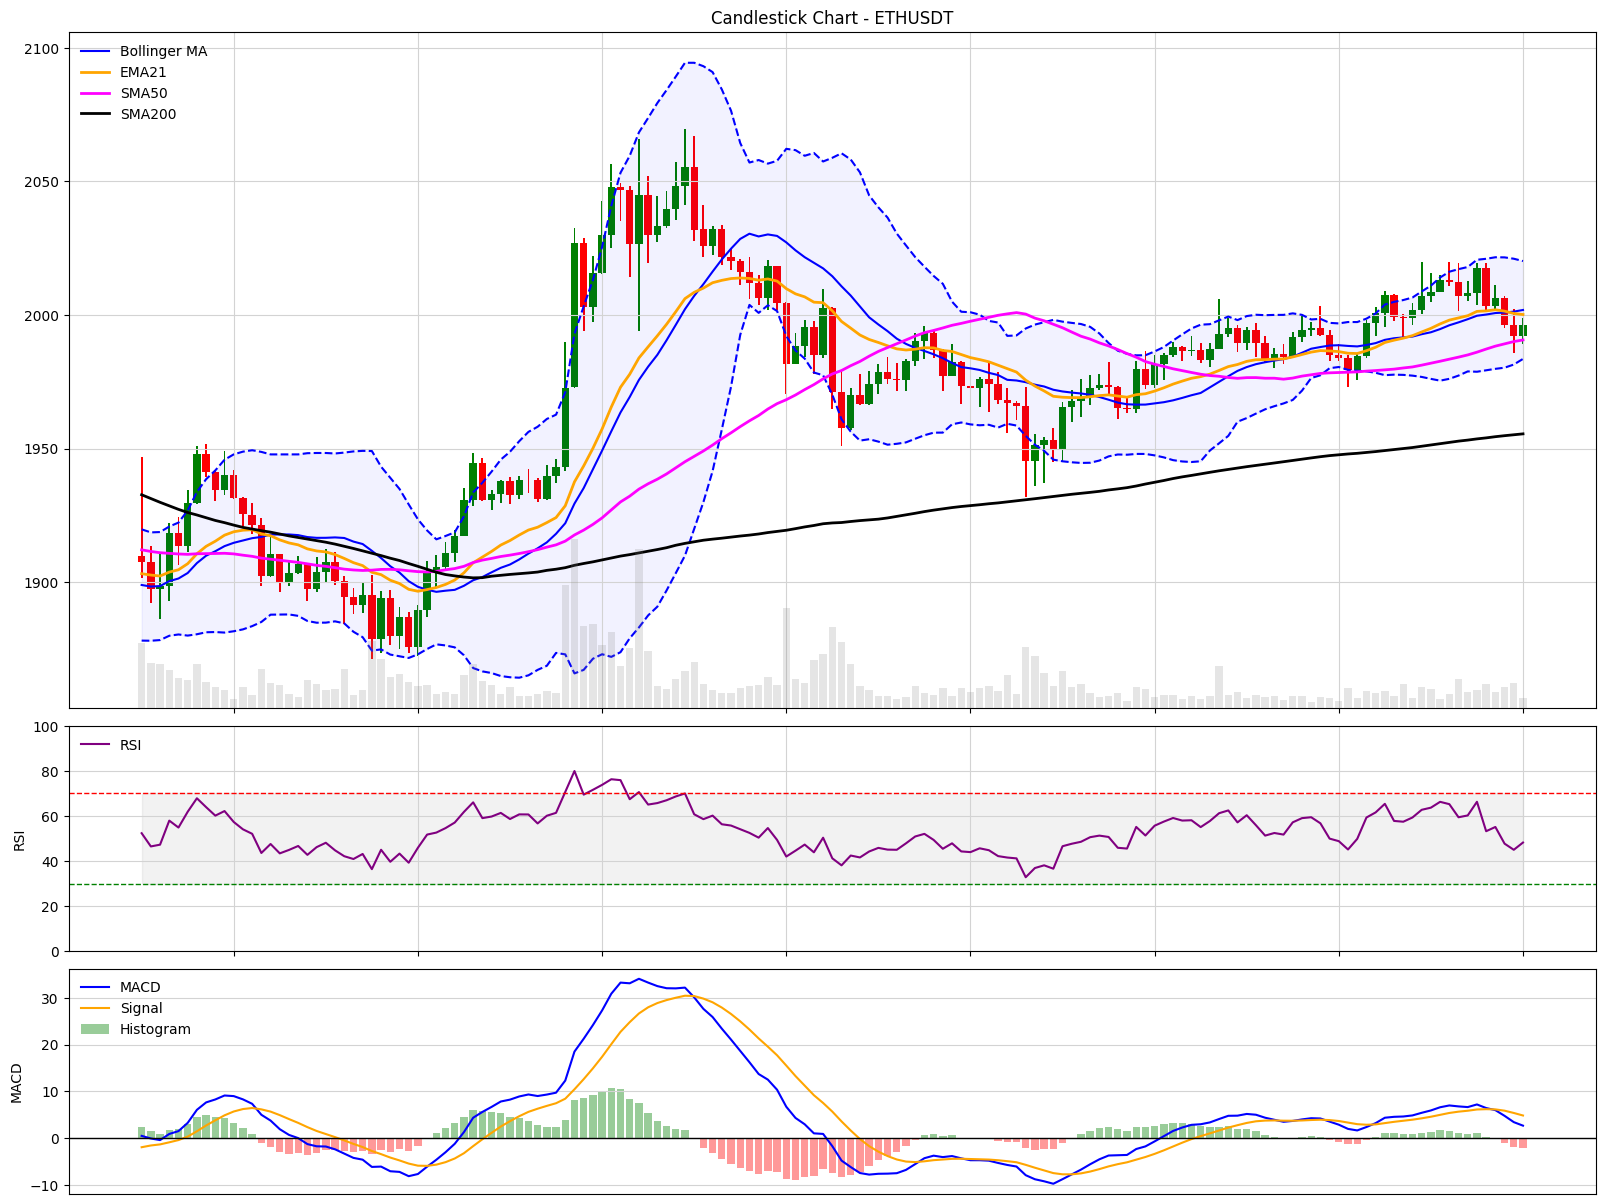 Candlestick Chart - ETHUSDT
Bollinger MA
EMA21
SMA50
SMA200
2100
2050
2000
1950
1900
RSI
RSI
100
80
60
40
20
0
MACD
Signal
Histogram
MACD
30
20
10
0
−10